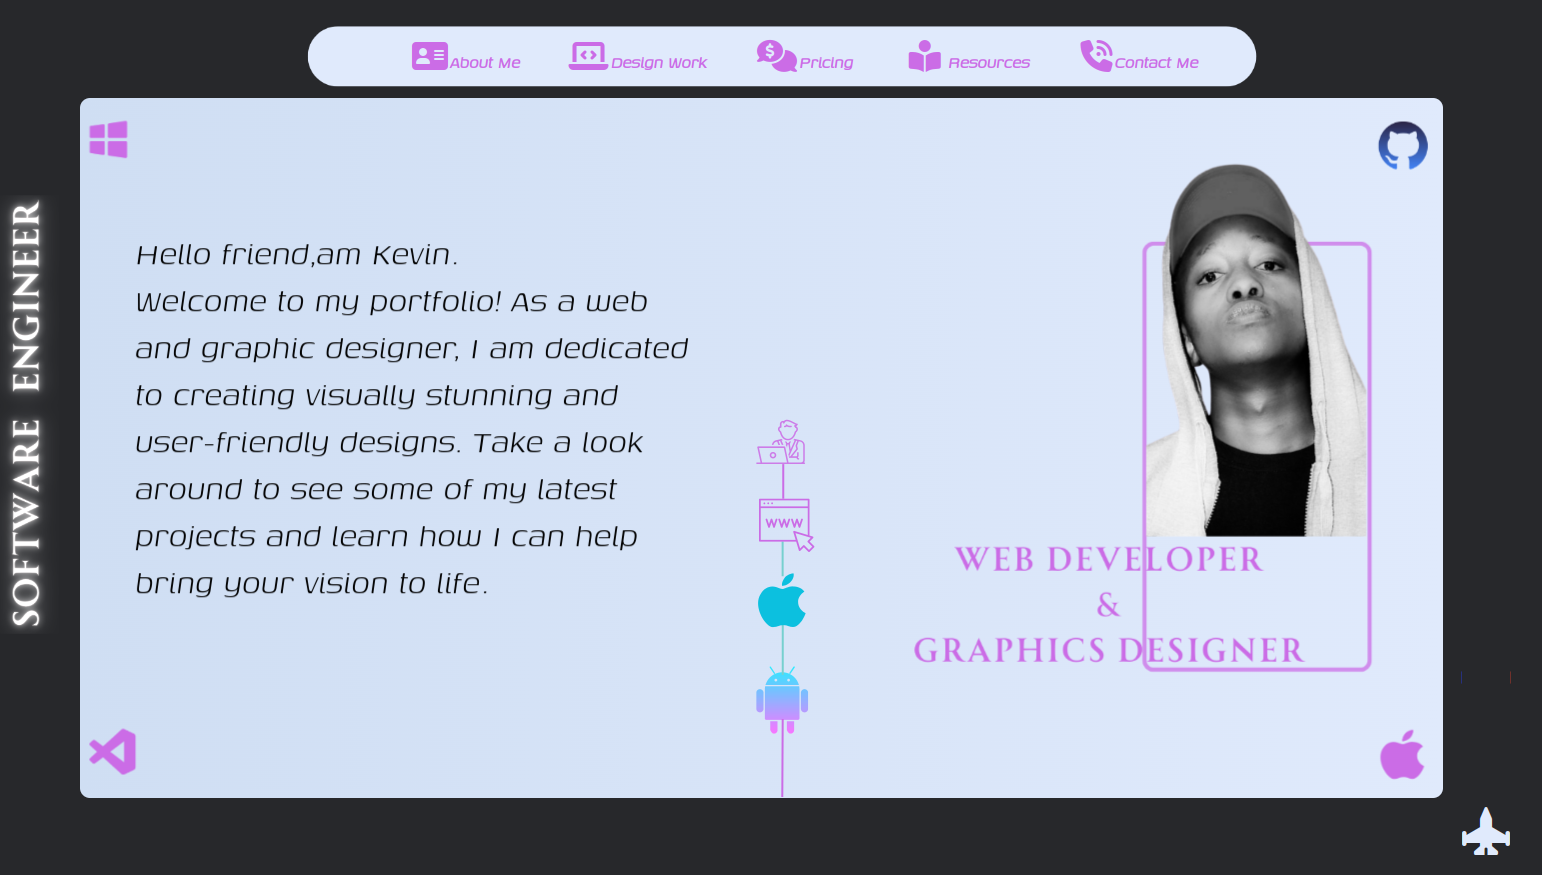 About Me
Design Work
Pricing
Resources
Contact Me
SOFTWARE ENGINEER
Hello friend,am Kevin.
Welcome to my portfolio! As a web
and graphic designer, I am dedicated
to creating visually stunning and
user-friendly designs. Take a look
around to see some of my latest
projects and learn how I can help
bring your vision to life.
WWW
WEB DEVELOPER
&
GRAPHICS DESIGNER